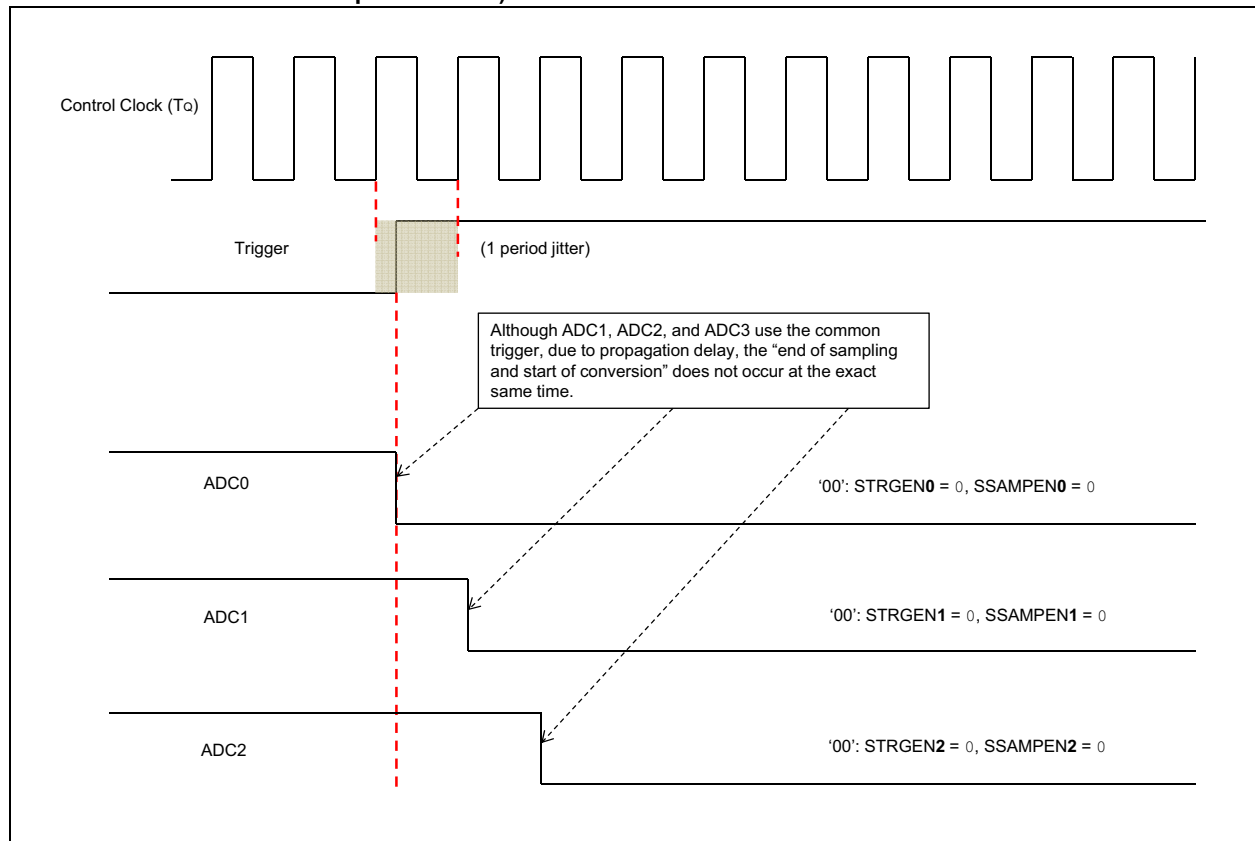 Control Clock (TQ)
Trigger
(1 period jitter)
Although ADC1, ADC2, and ADC3 use the common
trigger, due to propagation delay, the “end of sampling
and start of conversion” does not occur at the exact
same time.
ADC0
‘00’: STRGEN0 = 0, SSAMPEN0 = 0
ADC1
‘00’: STRGEN1 = 0, SSAMPEN1 = 0
ADC2
‘00’: STRGEN2 = 0, SSAMPEN2 = 0